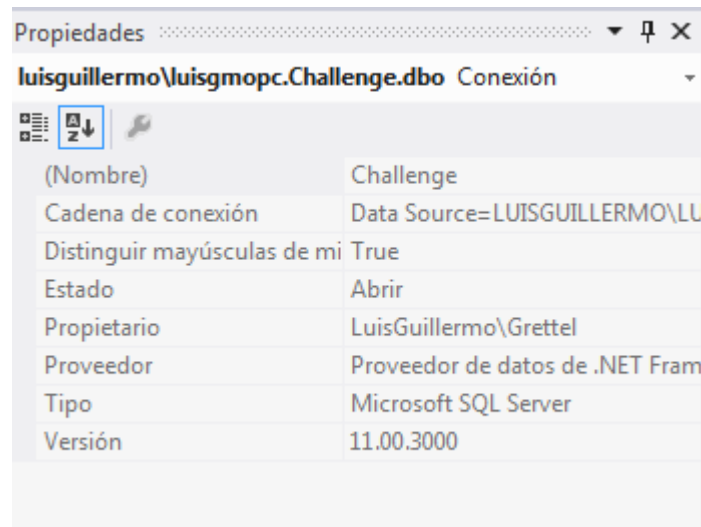 Propiedades
luisguillermo\luisgmopc.Challenge.dbo Conexión
(Nombre) Challenge
Cadena de conexión Data Source=LUISGUILLERMO\LU
Distinguir mayúsculas de mi True
Estado Abrir
Propietario LuisGuillermo\Grettel
Proveedor Proveedor de datos de .NET Fram
Tipo Microsoft SQL Server
Versión 11.00.3000